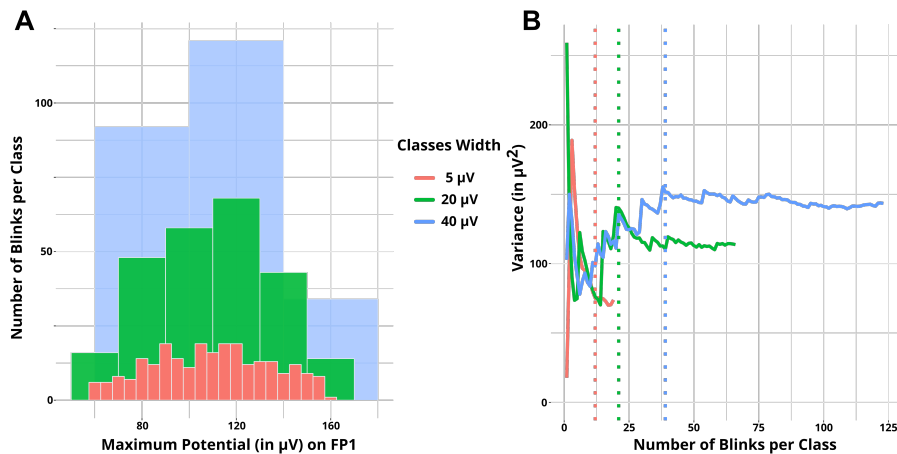 A
Number of Blinks per Class
100
50
0
80
120
160
Maximum Potential (in µV) on FP1
Classes Width
5 µV
20 µV
40 µV
B
Variance (in µV²)
200
100
0
0
25
50
75
100
125
Number of Blinks per Class